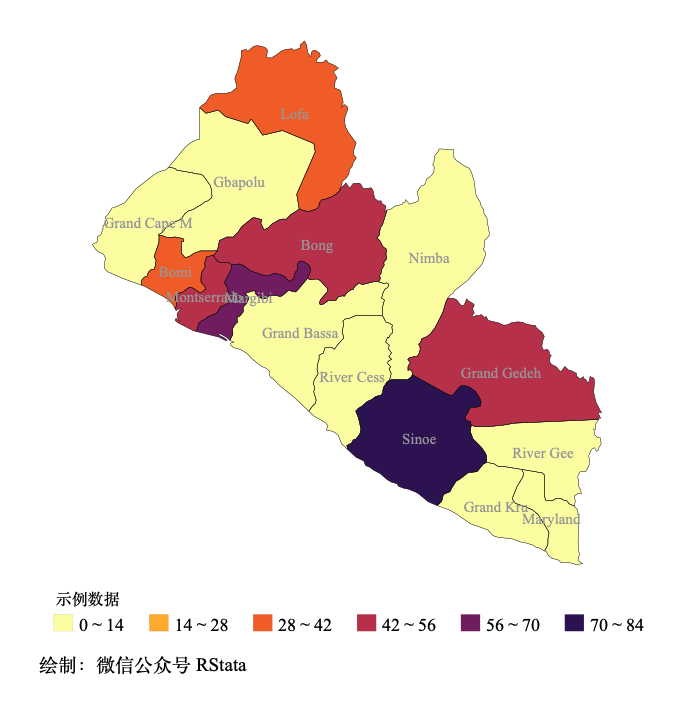 Lofa
Gbapolu
Grand Cape M
Bong
Nimba
Bomi
Montserrado
Margibi
Grand Bassa
River Cess
Grand Gedeh
Sinoe
River Gee
Grand Kru
Maryland
示例数据
0 ~ 14 14 ~ 28 28 ~ 42 42 ~ 56 56 ~ 70 70 ~ 84
绘制：微信公众号 RStata